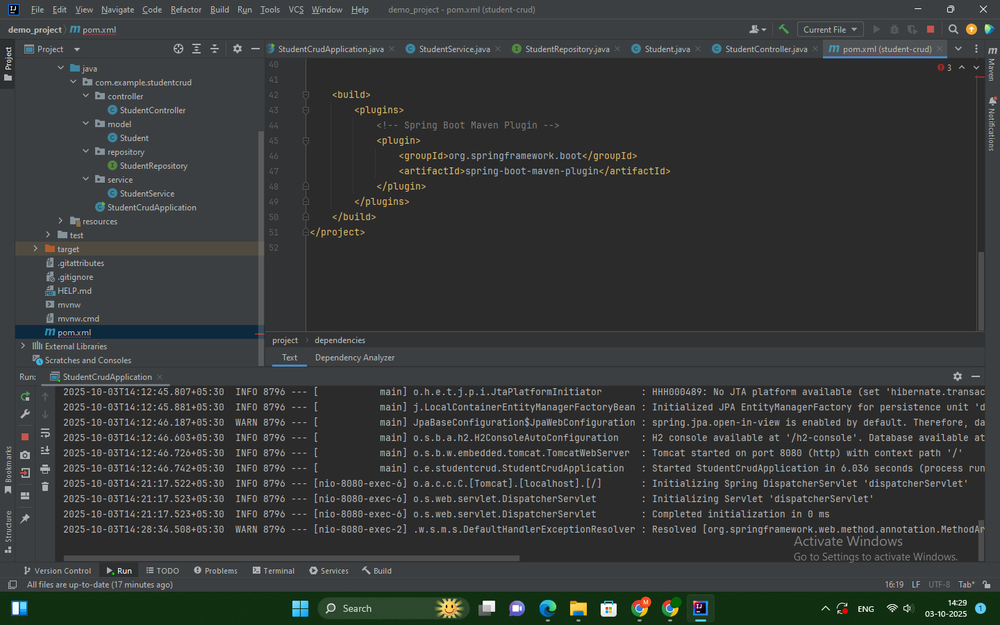 File Edit View Navigate Code Refactor Build Run Tools VCS Window Help demo_project - pom.xml (student-crud)
demo_project pom.xml Current File
Project StudentCrudApplication.java StudentService.java StudentRepository.java Student.java StudentController.java pom.xml (student-crud)
Project
Maven
Notifications
java
com.example.studentcrud
controller
StudentController
model
Student
repository
StudentRepository
service
StudentService
StudentCrudApplication
resources
test
target
.gitattributes
.gitignore
HELP.md
mvnw
mvnw.cmd
pom.xml
External Libraries
Scratches and Consoles
3
40
41
42 <build>
43 <plugins>
44 <!-- Spring Boot Maven Plugin -->
45 <plugin>
46 <groupId>org.springframework.boot</groupId>
47 <artifactId>spring-boot-maven-plugin</artifactId>
48 </plugin>
49 </plugins>
50 </build>
51 </project>
52
project dependencies
Text Dependency Analyzer
Run: StudentCrudApplication
2025-10-03T14:12:45.807+05:30 INFO 8796 --- [ main] o.h.e.t.j.p.i.JtaPlatformInitiator : HHH000489: No JTA platform available (set 'hibernate.transac
2025-10-03T14:12:45.881+05:30 INFO 8796 --- [ main] j.LocalContainerEntityManagerFactoryBean : Initialized JPA EntityManagerFactory for persistence unit 'd
2025-10-03T14:12:46.187+05:30 WARN 8796 --- [ main] JpaBaseConfiguration$JpaWebConfiguration : spring.jpa.open-in-view is enabled by default. Therefore, da
2025-10-03T14:12:46.603+05:30 INFO 8796 --- [ main] o.s.b.a.h2.H2ConsoleAutoConfiguration : H2 console available at '/h2-console'. Database available at
2025-10-03T14:12:46.726+05:30 INFO 8796 --- [ main] o.s.b.w.embedded.tomcat.TomcatWebServer : Tomcat started on port 8080 (http) with context path '/'
2025-10-03T14:12:46.742+05:30 INFO 8796 --- [ main] c.e.studentcrud.StudentCrudApplication : Started StudentCrudApplication in 6.036 seconds (process run
2025-10-03T14:21:17.522+05:30 INFO 8796 --- [nio-8080-exec-6] o.a.c.c.C.[Tomcat].[localhost].[/] : Initializing Spring DispatcherServlet 'dispatcherServlet'
2025-10-03T14:21:17.523+05:30 INFO 8796 --- [nio-8080-exec-6] o.s.web.servlet.DispatcherServlet : Initializing Servlet 'dispatcherServlet'
2025-10-03T14:21:17.523+05:30 INFO 8796 --- [nio-8080-exec-6] o.s.web.servlet.DispatcherServlet : Completed initialization in 0 ms
2025-10-03T14:28:34.508+05:30 WARN 8796 --- [nio-8080-exec-2] .w.s.m.s.DefaultHandlerExceptionResolver : Resolved [org.springframework.web.method.annotation.MethodAr
Bookmarks
Structure
Activate Windows
Go to Settings to activate Windows.
Version Control Run TODO Problems Terminal Services Build
All files are up-to-date (17 minutes ago) 16:19 LF UTF-8 Tab*
Search ENG 14:29
03-10-2025 1